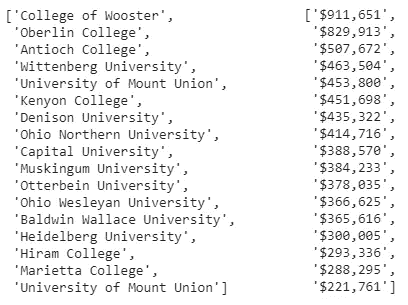 ['College of Wooster', ['$911,651',
'Oberlin College', '$829,913',
'Antioch College', '$507,672',
'Wittenberg University', '$463,504',
'University of Mount Union', '$453,800',
'Kenyon College', '$451,698',
'Denison University', '$435,322',
'Ohio Northern University', '$414,716',
'Capital University', '$388,570',
'Muskingum University', '$384,233',
'Otterbein University', '$378,035',
'Ohio Wesleyan University', '$366,625',
'Baldwin Wallace University', '$365,616',
'Heidelberg University', '$300,005',
'Hiram College', '$293,336',
'Marietta College', '$288,295',
'University of Mount Union'] '$221,761']